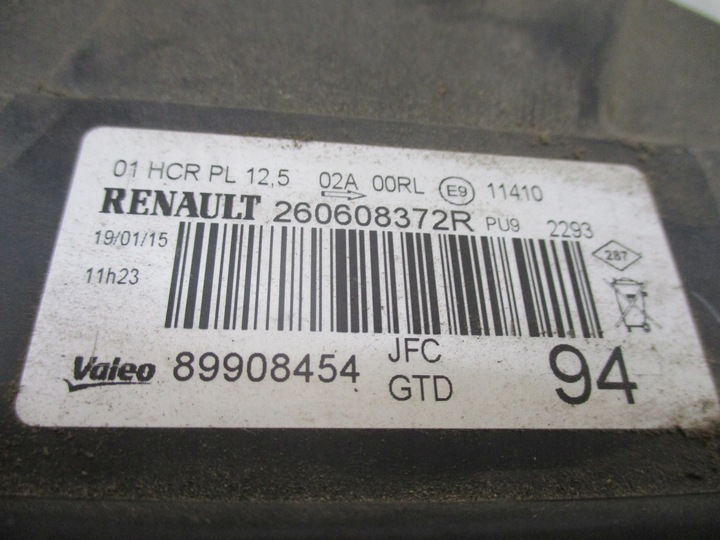 01 HCR PL 12,5 02A 00RL E9 11410
RENAULT 260608372R PU9 2293
19/01/15
287
11h23
Valeo 89908454 JFC
GTD
94